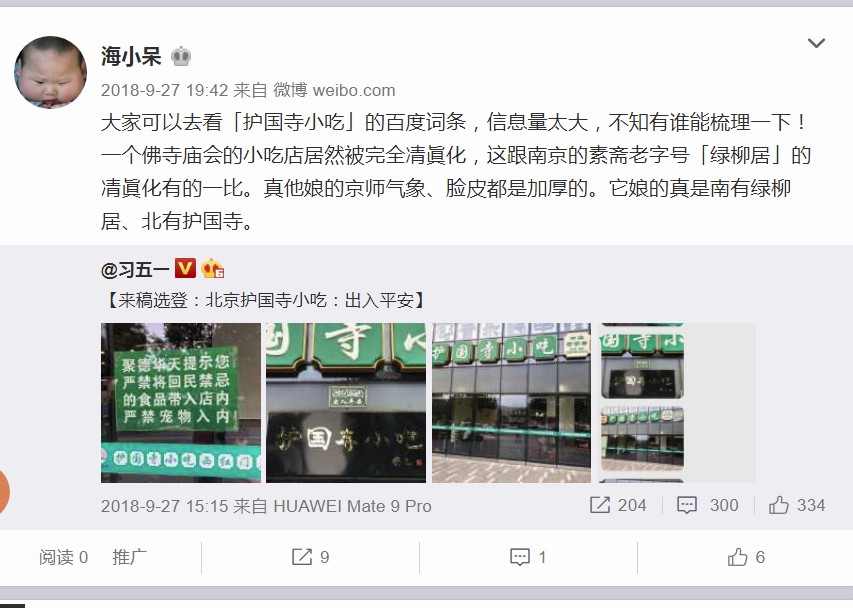 海小呆
2018-9-27 19:42 来自 微博 weibo.com
大家可以去看「护国寺小吃」的百度词条，信息量太大，不知有谁能梳理一下！
一个佛寺庙会的小吃店居然被完全凊眞化，这跟南京的素斋老字号「绿柳居」的
凊眞化有的一比。真他娘的京师气象、脸皮都是加厚的。它娘的真是南有绿柳
居、北有护国寺。
@习五一
【来稿选登：北京护国寺小吃：出入平安】
聚德华天提示您
严禁将回民禁忌
的食品带入店内
严禁宠物入内
护国寺小吃西红门
国寺小
护国寺小吃
护国寺小吃
2018-9-27 15:15 来自 HUAWEI Mate 9 Pro
204
300
334
阅读 0
推广
9
1
6